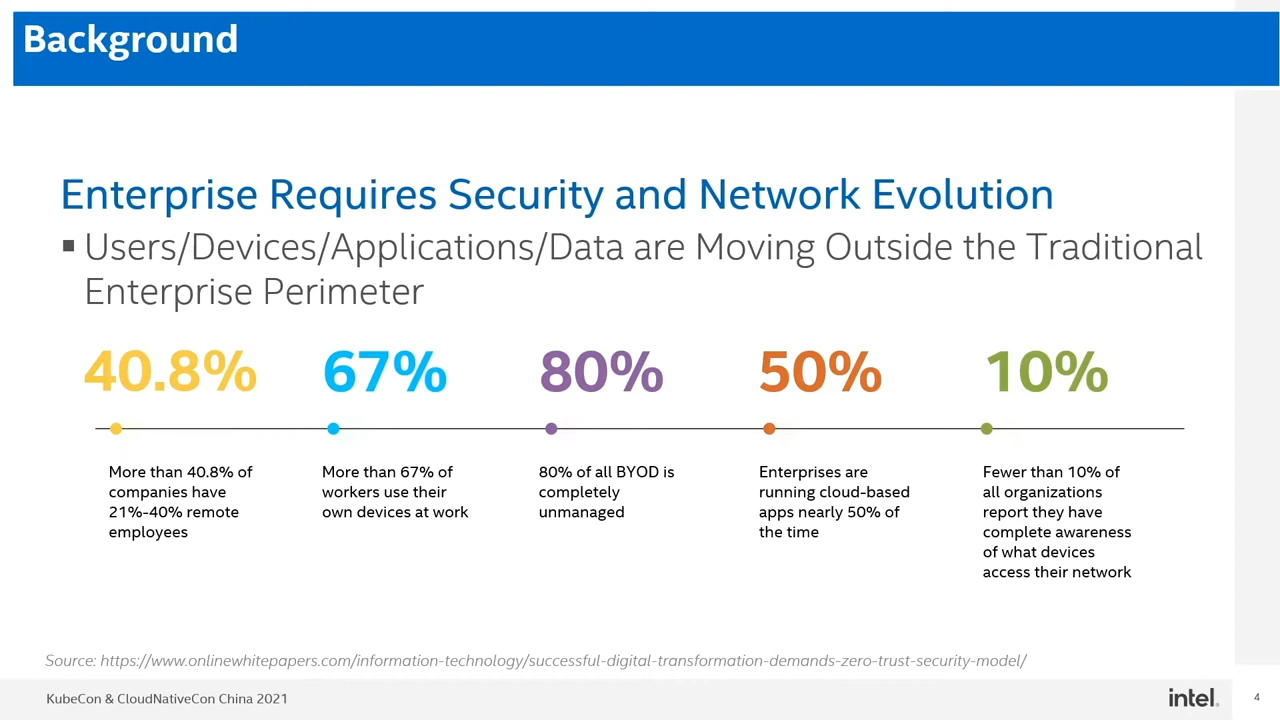 Background
Enterprise Requires Security and Network Evolution
▪ Users/Devices/Applications/Data are Moving Outside the Traditional
Enterprise Perimeter
40.8%
67%
80%
50%
10%
More than 40.8% of
companies have
21%-40% remote
employees
More than 67% of
workers use their
own devices at work
80% of all BYOD is
completely
unmanaged
Enterprises are
running cloud-based
apps nearly 50% of
the time
Fewer than 10% of
all organizations
report they have
complete awareness
of what devices
access their network
Source: https://www.onlinewhitepapers.com/information-technology/successful-digital-transformation-demands-zero-trust-security-model/
KubeCon & CloudNativeCon China 2021
intel.
4